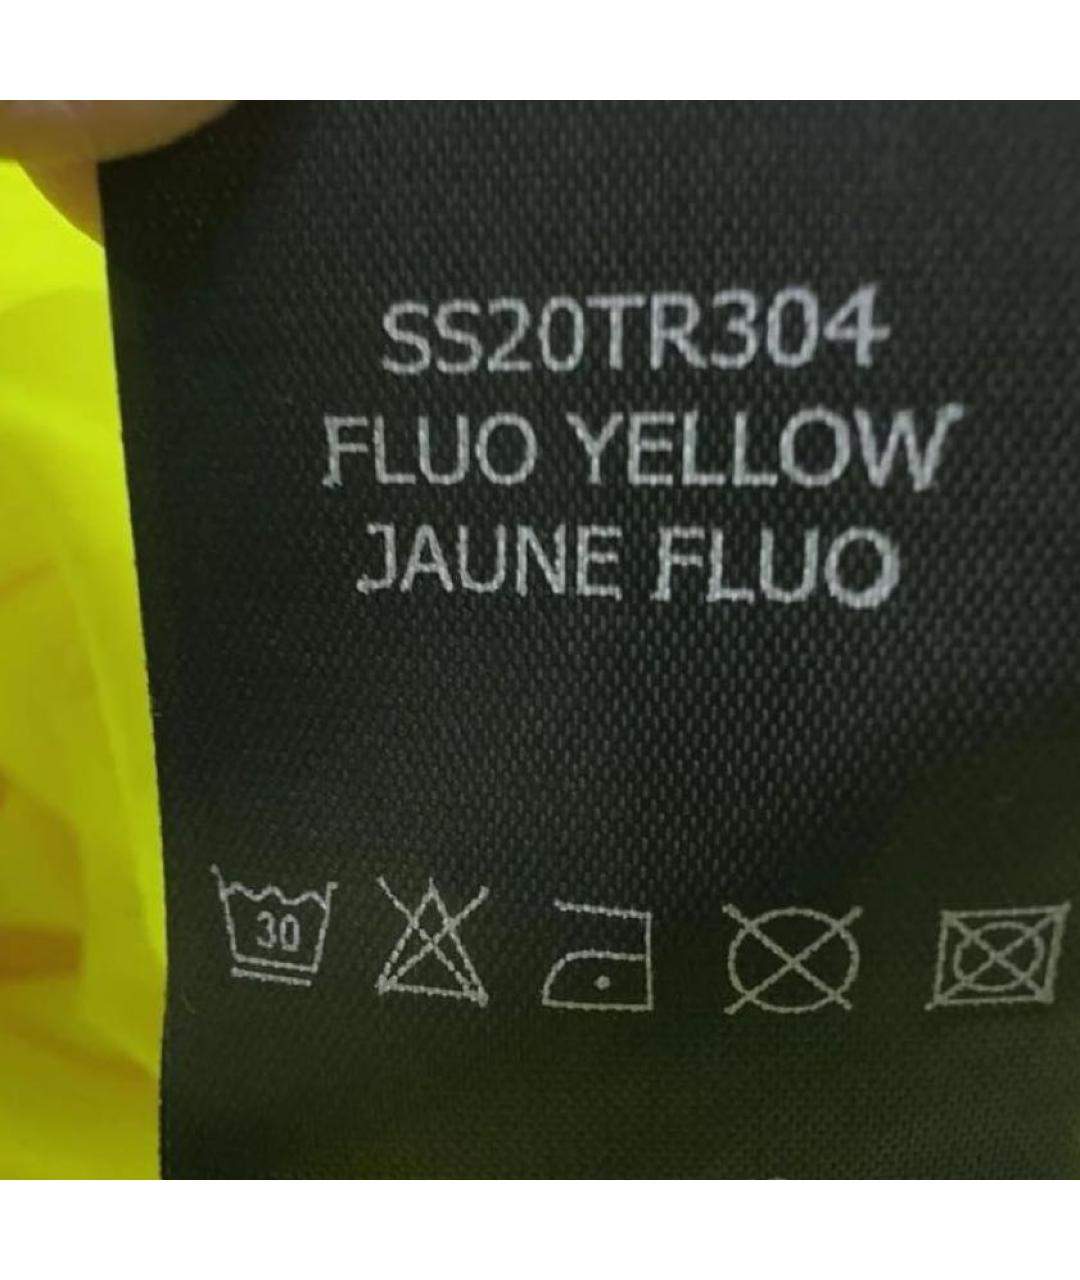 SS20TR304
FLUO YELLOW
JAUNE FLUO
30